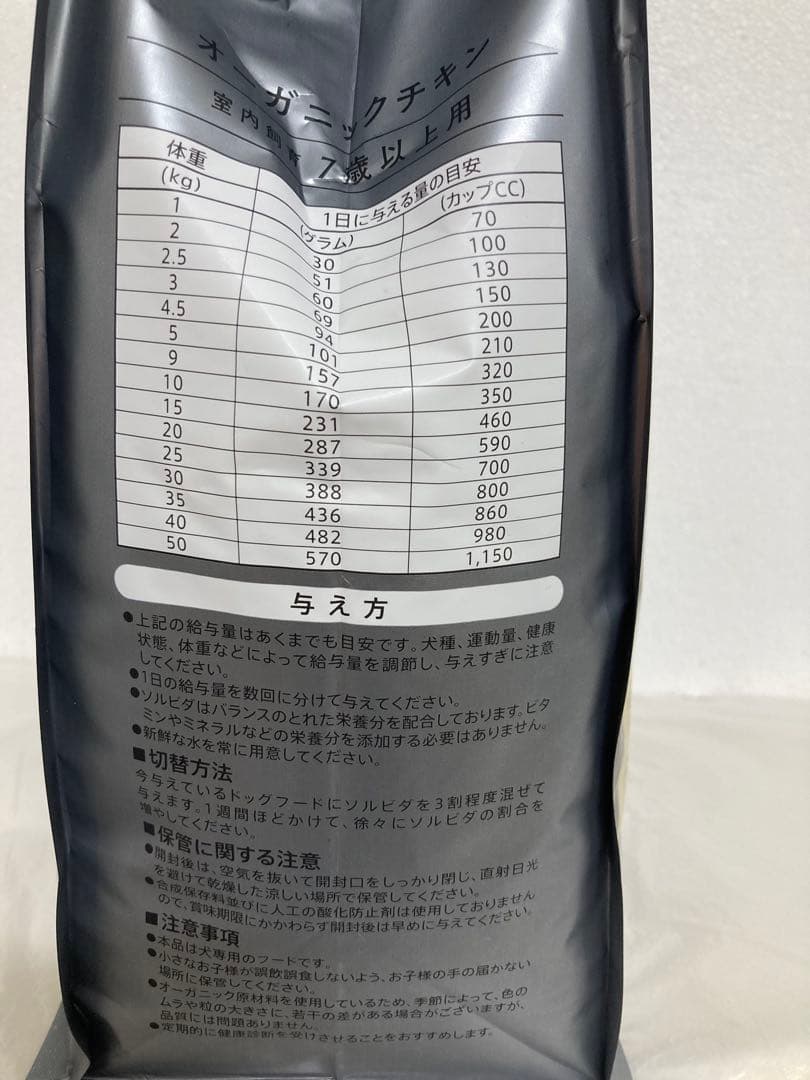 オーガニックチキン
室内飼育 7歳以上用
体重
(kg)
1日に与える量の目安
(グラム) (カップCC)
1 30 70
2 51 100
2.5 60 130
3 69 150
4.5 94 200
5 101 210
9 157 320
10 170 350
15 231 460
20 287 590
25 339 700
30 388 800
35 436 860
40 482 980
50 570 1,150
与え方
●上記の給与量はあくまでも目安です。犬種、運動量、健康
状態、体重などによって給与量を調節し、与えすぎに注意
してください。
●1日の給与量を数回に分けて与えてください。
●ソルビダはバランスのとれた栄養分を配合しております。ビタ
ミンやミネラルなどの栄養分を添加する必要はありません。
●新鮮な水を常に用意してください。
■切替方法
今与えているドッグフードにソルビダを3割程度混ぜて
与えます。1週間ほどかけて、徐々にソルビダの割合を
増やしてください。
■保管に関する注意
●開封後は、空気を抜いて開封口をしっかり閉じ、直射日光
を避けて乾燥した涼しい場所で保管してください。
●合成保存料並びに人工の酸化防止剤は使用しておりません
ので、賞味期限にかかわらず開封後は早めに与えてください。
■注意事項
●本品は犬専用のフードです。
●小さなお子様が誤飲誤食しないよう、お子様の手の届かない
場所に保管してください。
●オーガニック原材料を使用しているため、季節によって、色の
ムラや粒の大きさに、若干の差がある場合がございますが、
品質には問題ありません。
●定期的に健康診断を受けさせることをおすすめします。